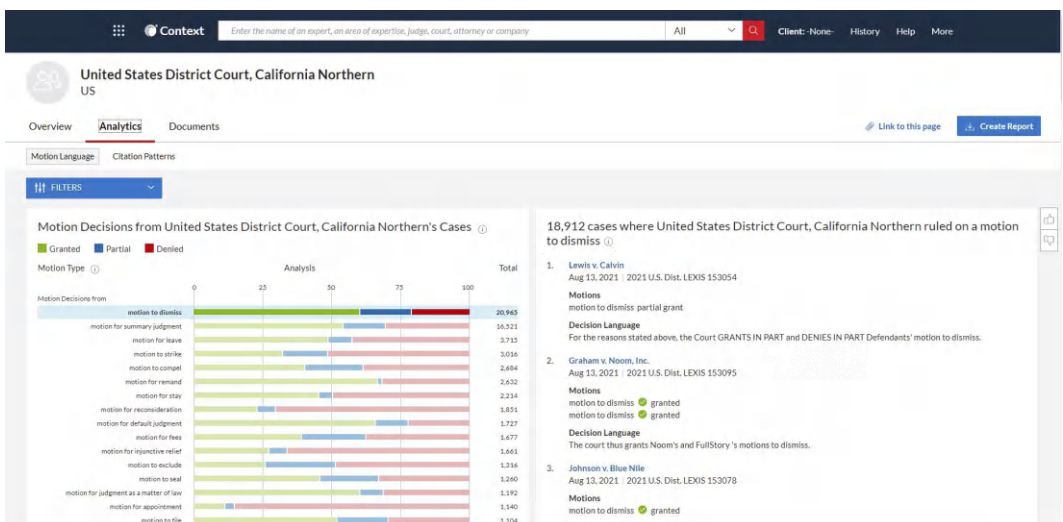 Context
Enter the name of an expert, an area of expertise, judge, court, attorney or company
All
Client: -None- History Help More
United States District Court, California Northern
US
Overview Analytics Documents
Link to this page Create Report
Motion Language Citation Patterns
FILTERS
Motion Decisions from United States District Court, California Northern's Cases
Granted Partial Denied
Motion Type Analysis Total
0 25 50 75 100
Motion Decisions from
motion to dismiss 20,965
motion for summary judgment 16,521
motion for leave 3,715
motion to strike 3,016
motion to compel 2,684
motion for remand 2,632
motion for stay 2,214
motion for reconsideration 1,851
motion for default judgment 1,727
motion for fees 1,677
motion for injunctive relief 1,661
motion to exclude 1,316
motion to seal 1,260
motion for judgment as a matter of law 1,192
motion for appointment 1,140
motion to file 1,104
18,912 cases where United States District Court, California Northern ruled on a motion
to dismiss
1. Lewis v. Calvin
Aug 13, 2021 | 2021 U.S. Dist. LEXIS 153054
Motions
motion to dismiss partial grant
Decision Language
For the reasons stated above, the Court GRANTS IN PART and DENIES IN PART Defendants' motion to dismiss.
2. Graham v. Noom, Inc.
Aug 13, 2021 | 2021 U.S. Dist. LEXIS 153095
Motions
motion to dismiss granted
motion to dismiss granted
Decision Language
The court thus grants Noom's and FullStory 's motions to dismiss.
3. Johnson v. Blue Nile
Aug 13, 2021 | 2021 U.S. Dist. LEXIS 153078
Motions
motion to dismiss granted